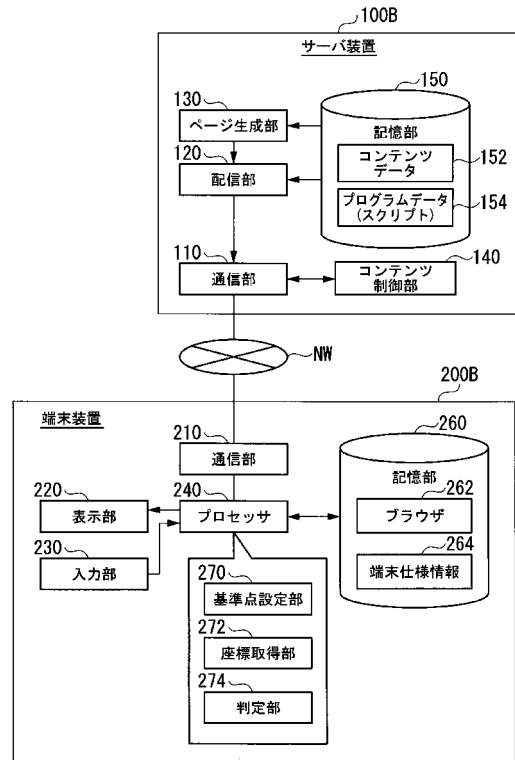 100B
サーバ装置
130
ページ生成部
120
配信部
150
記憶部
コンテンツ
データ
152
プログラムデータ
(スクリプト)
154
110
通信部
140
コンテンツ
制御部
NW
200B
端末装置
210
通信部
240
プロセッサ
220
表示部
230
入力部
260
記憶部
262
ブラウザ
264
端末仕様情報
270
基準点設定部
272
座標取得部
274
判定部